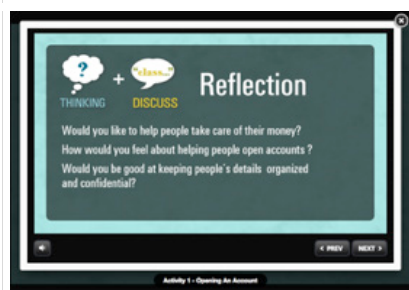 ?
"class..."
+
THINKING
DISCUSS
Reflection
Would you like to help people take care of their money?
How would you feel about helping people open accounts ?
Would you be good at keeping people's details organized
and confidential?
< PREV
NEXT >
Activity 1 - Opening An Account